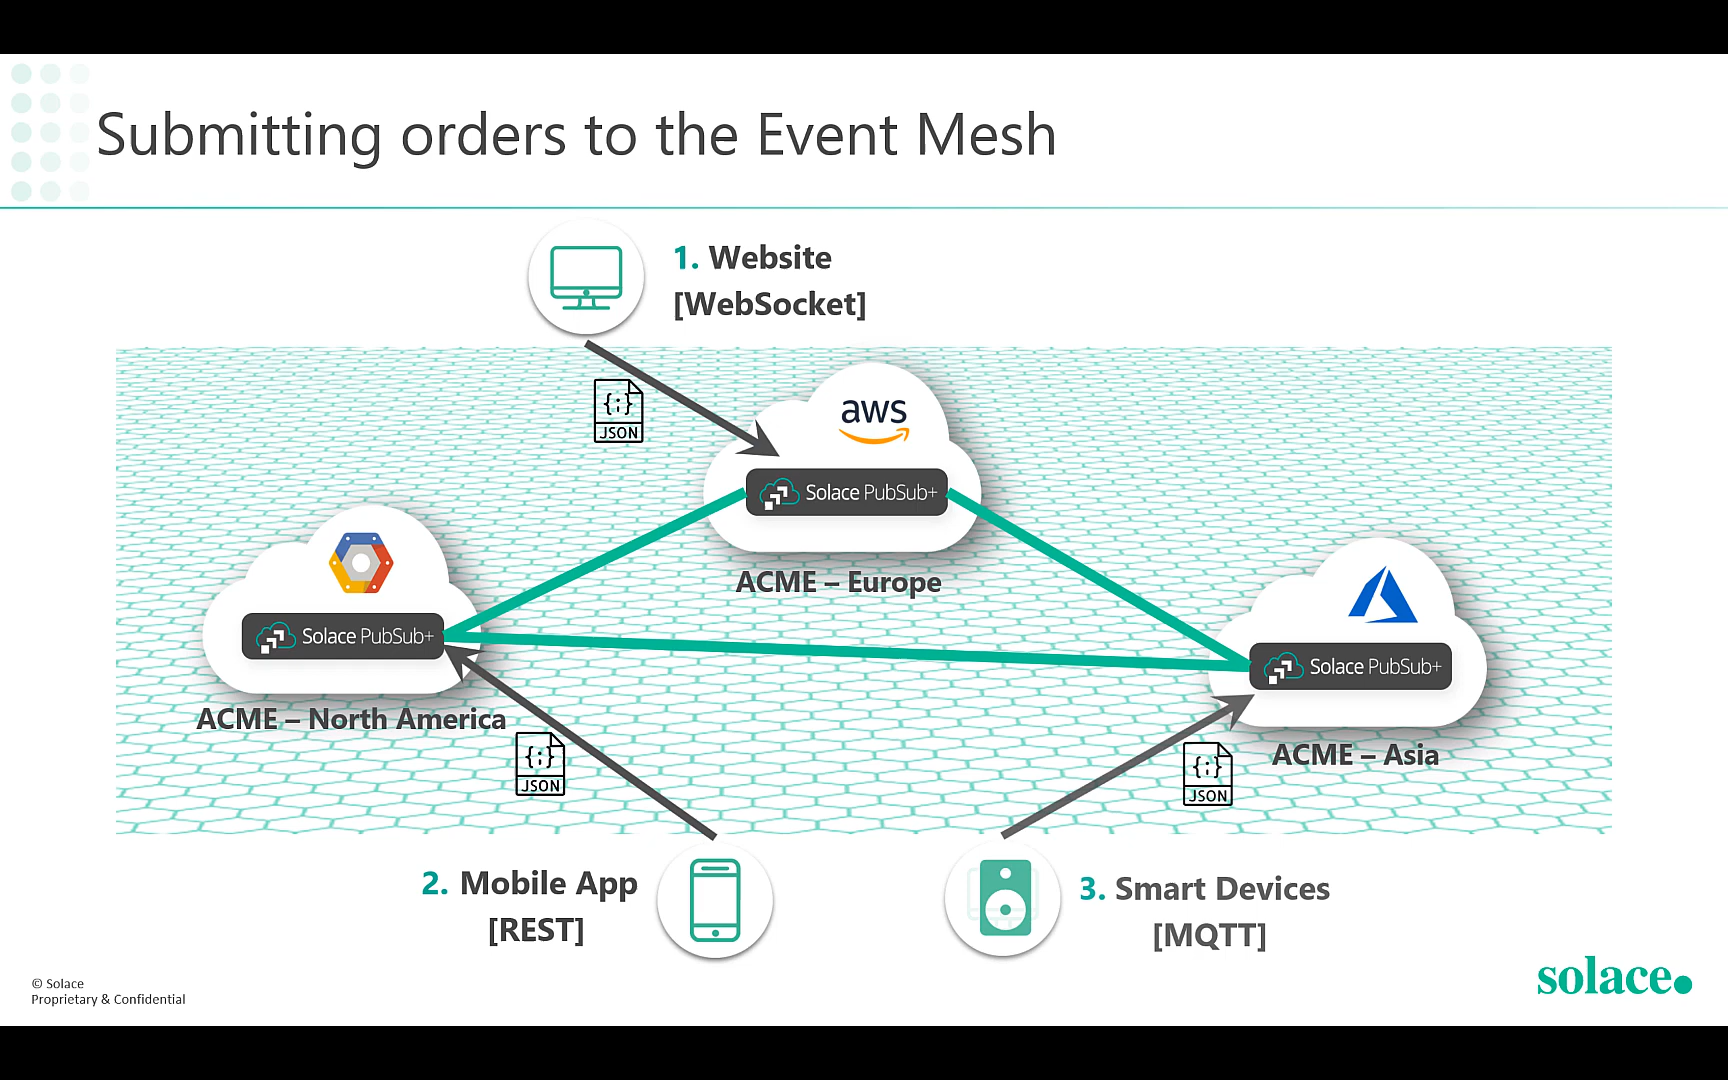 Submitting orders to the Event Mesh
1. Website
[WebSocket]
{;}
JSON
aws
Solace PubSub+
ACME – Europe
Solace PubSub+
ACME – North America
Solace PubSub+
ACME – Asia
{;}
JSON
{;}
JSON
2. Mobile App
[REST]
3. Smart Devices
[MQTT]
© Solace
Proprietary & Confidential
solace.